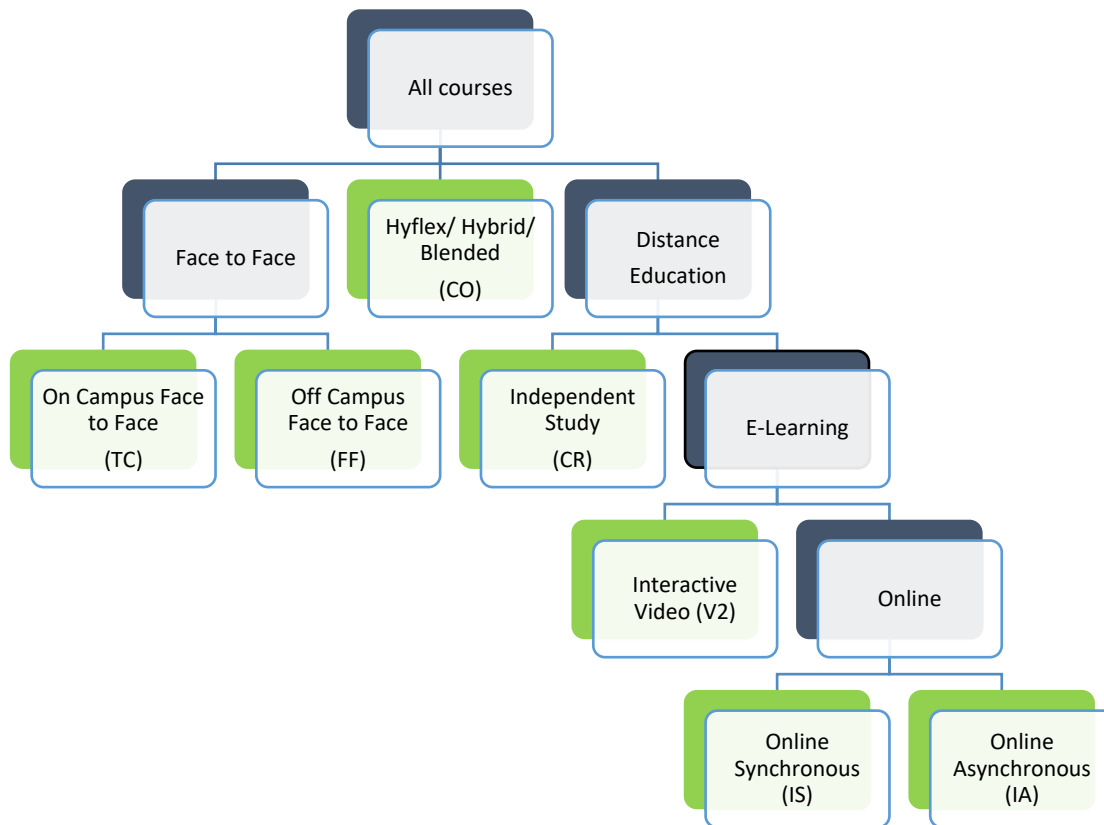 All courses
Face to Face
Hyflex/ Hybrid/
Blended
(CO)
Distance
Education
On Campus Face
to Face
(TC)
Off Campus
Face to Face
(FF)
Independent
Study
(CR)
E-Learning
Interactive
Video (V2)
Online
Online
Synchronous
(IS)
Online
Asynchronous
(IA)